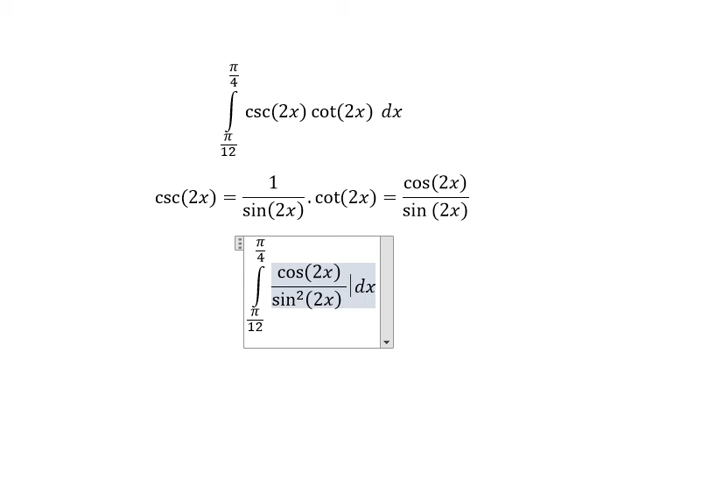 ∫_{π/12}^{π/4} csc(2x) cot(2x) dx
csc(2x) = 1/sin(2x) . cot(2x) = cos(2x)/sin (2x)
∫_{π/12}^{π/4} cos(2x)/sin²(2x) dx